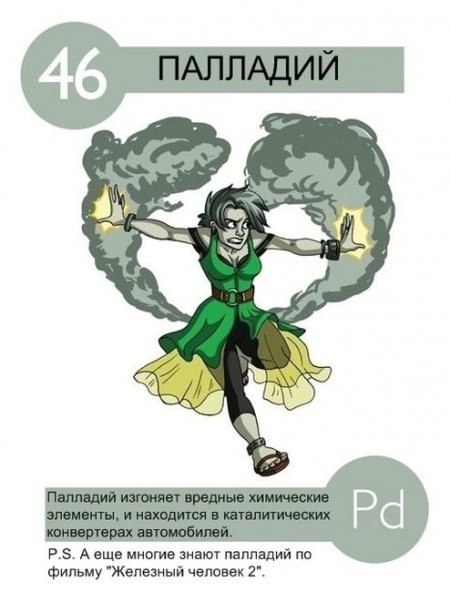 46
ПАЛЛАДИЙ
Палладий изгоняет вредные химические
элементы, и находится в каталитических
конвертерах автомобилей.
Pd
P.S. А еще многие знают палладий по
фильму "Железный человек 2".